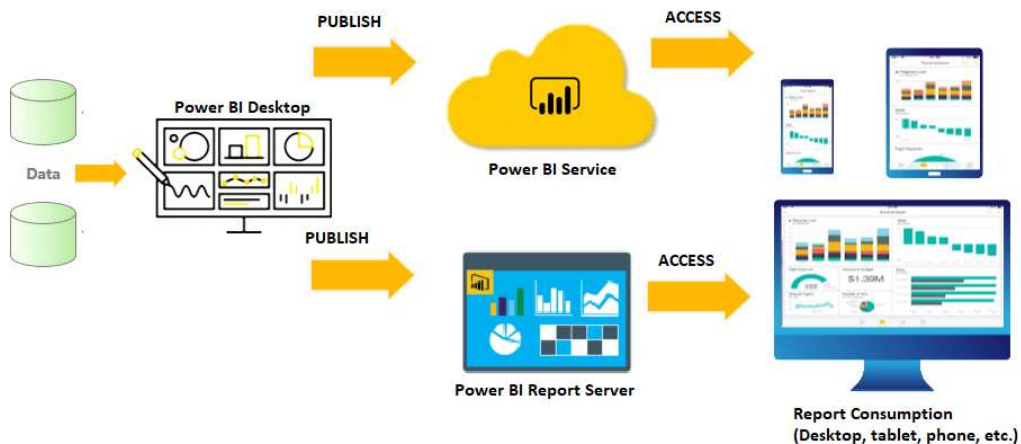 PUBLISH
ACCESS
Power BI Desktop
Data
Power BI Service
PUBLISH
ACCESS
$1.39M
Power BI Report Server
Report Consumption
(Desktop, tablet, phone, etc.)